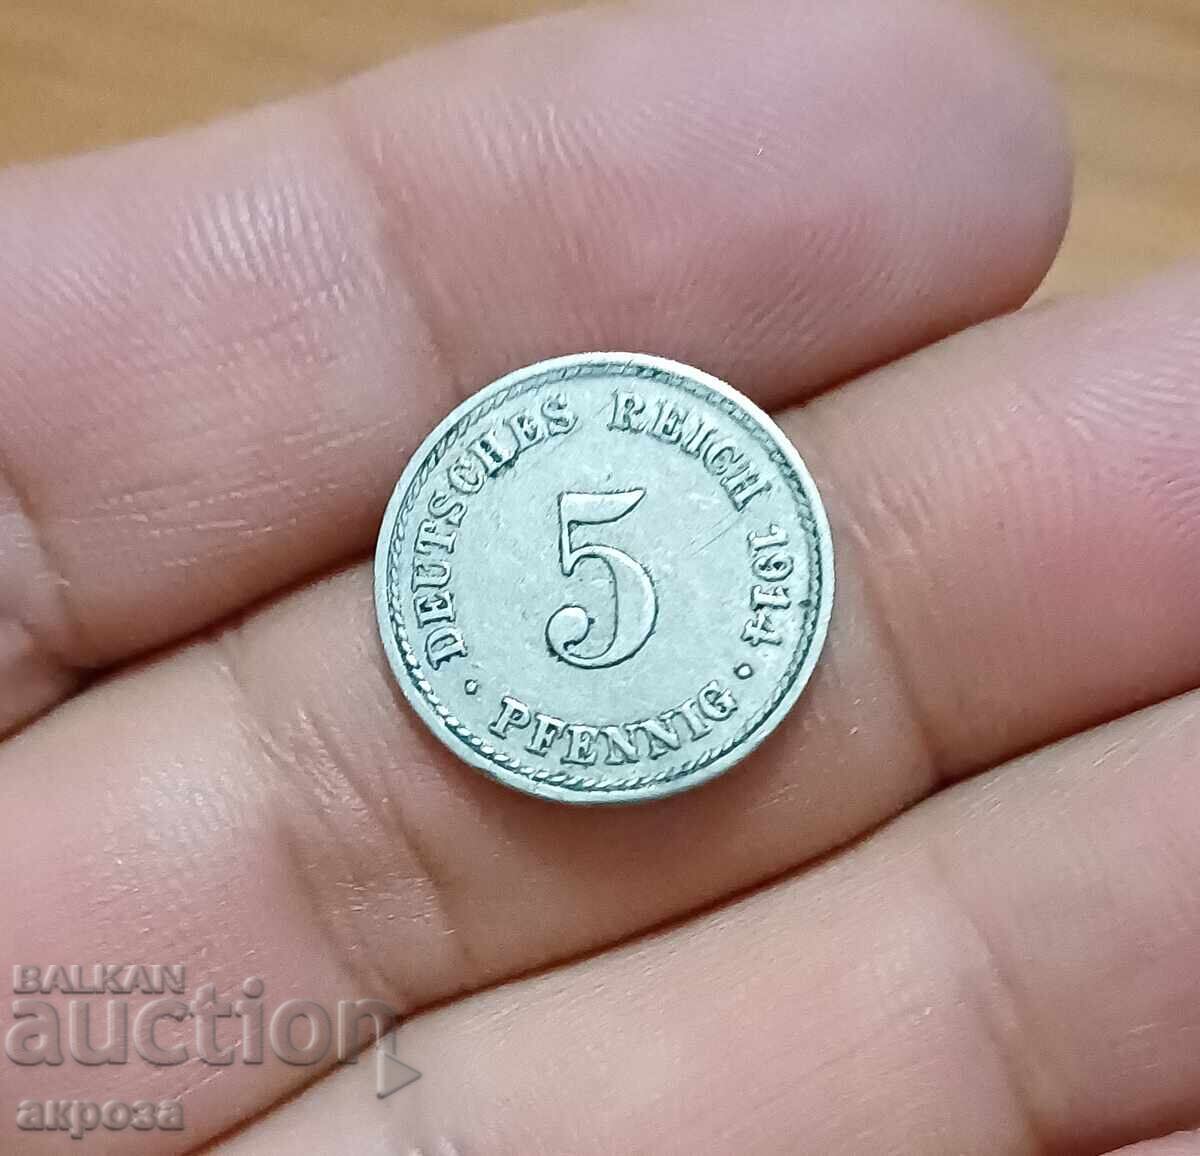 DEUTSCHES REICH 1914
5
· PFENNIG ·
BALKAN
auction
акроза